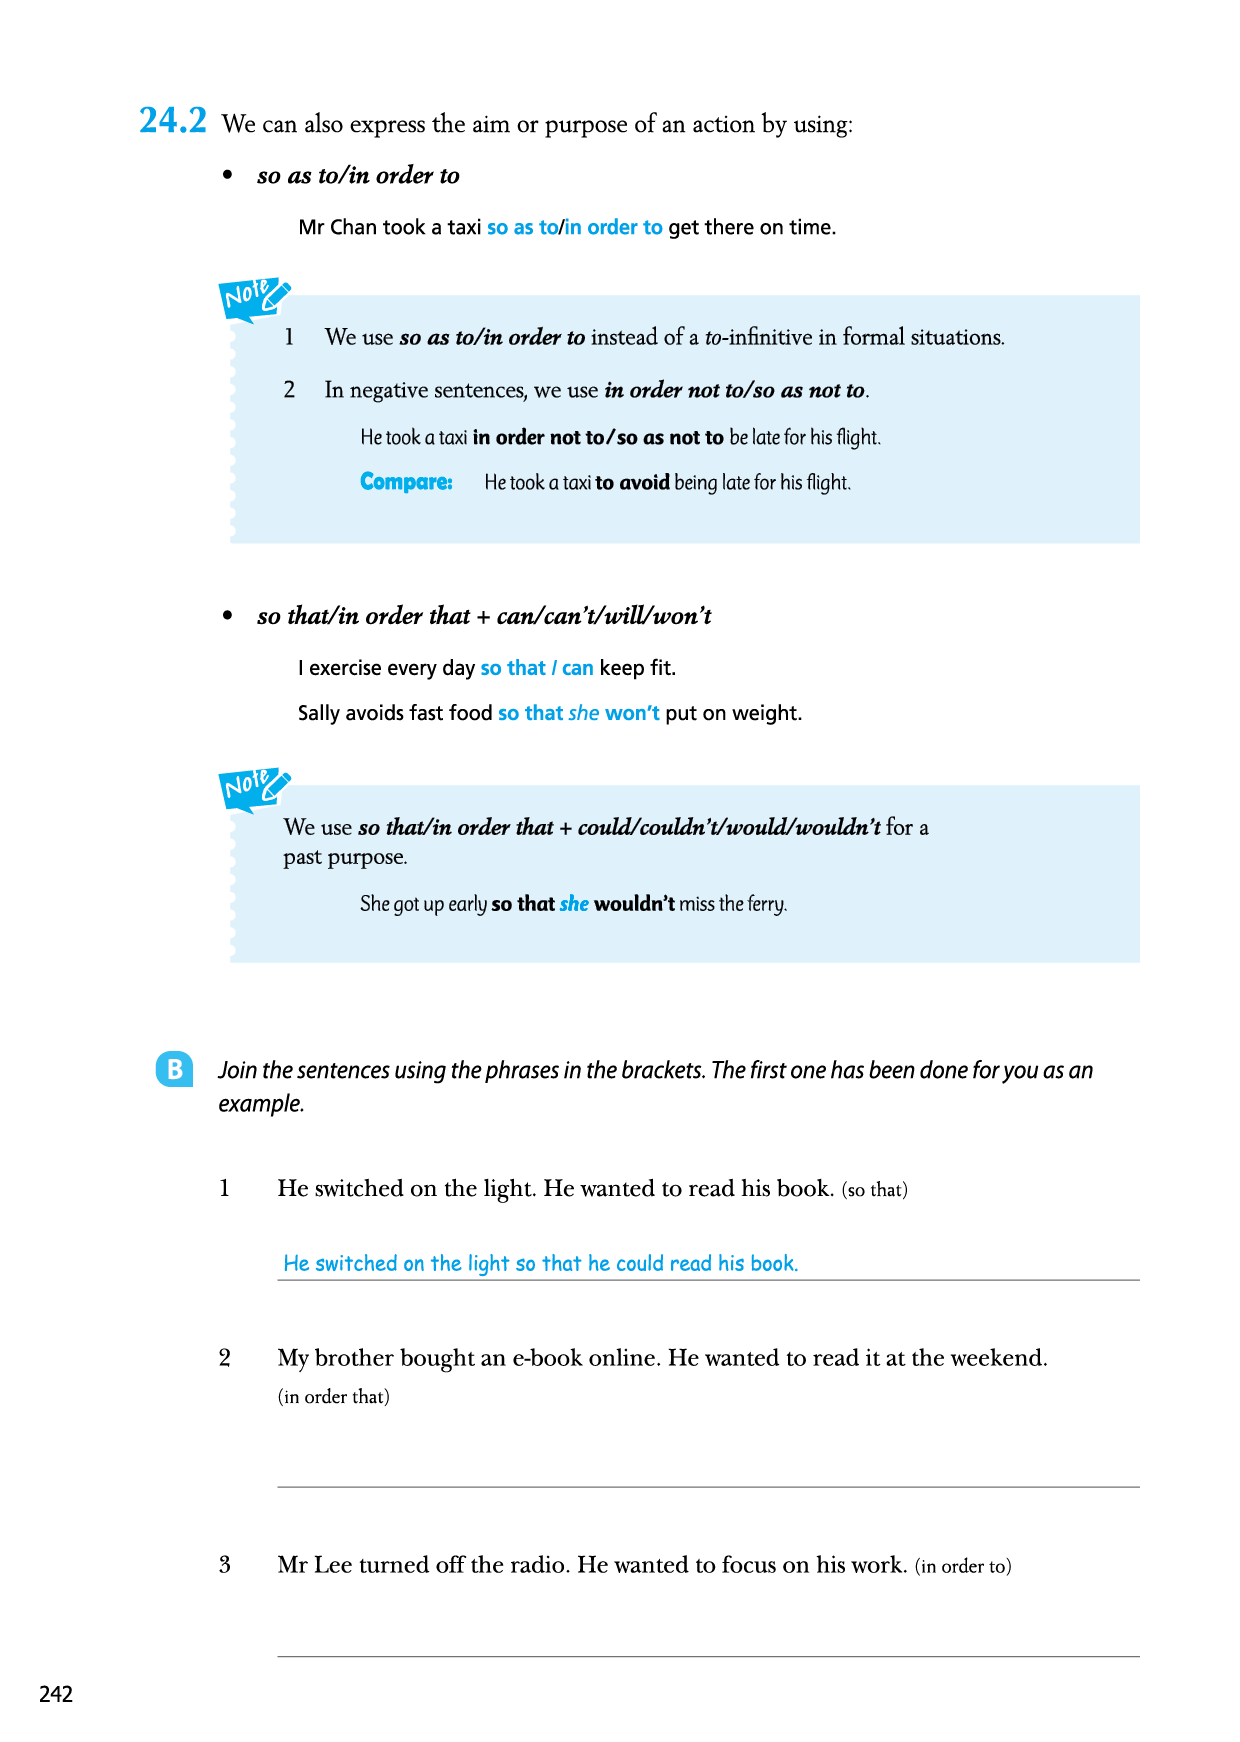 24.2 We can also express the aim or purpose of an action by using:
• so as to/in order to
Mr Chan took a taxi so as to/in order to get there on time.
Note
1 We use so as to/in order to instead of a to-infinitive in formal situations.
2 In negative sentences, we use in order not to/so as not to.
He took a taxi in order not to/so as not to be late for his flight.
Compare: He took a taxi to avoid being late for his flight.
• so that/in order that + can/can't/will/won't
I exercise every day so that I can keep fit.
Sally avoids fast food so that she won't put on weight.
Note
We use so that/in order that + could/couldn't/would/wouldn't for a
past purpose.
She got up early so that she wouldn't miss the ferry.
B Join the sentences using the phrases in the brackets. The first one has been done for you as an
example.
1 He switched on the light. He wanted to read his book. (so that)
He switched on the light so that he could read his book.
2 My brother bought an e-book online. He wanted to read it at the weekend.
(in order that)
3 Mr Lee turned off the radio. He wanted to focus on his work. (in order to)
242